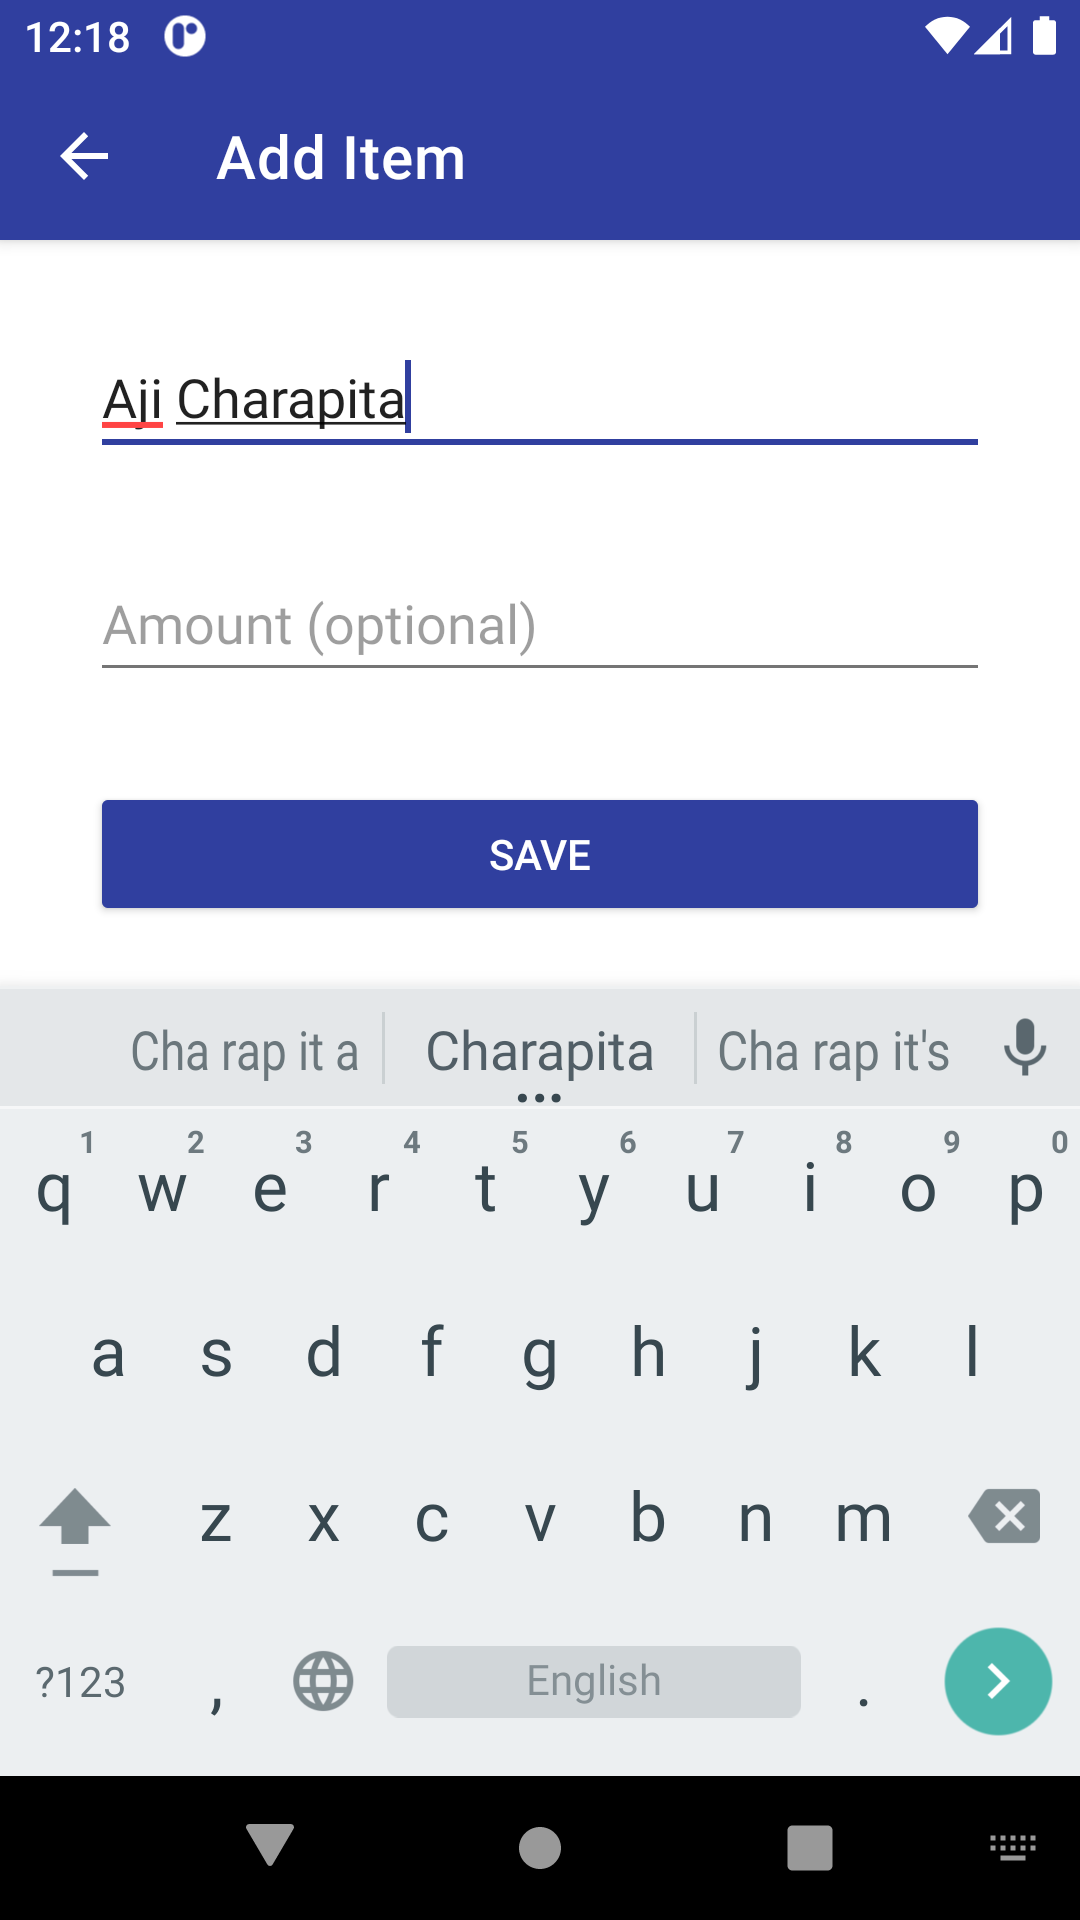 12:18
Add Item
Aji Charapita
Amount (optional)
SAVE
Cha rap it a Charapita Cha rap it's
1 2 3 4 5 6 7 8 9 0
q w e r t y u i o p
a s d f g h j k l
z x c v b n m
?123 , English .